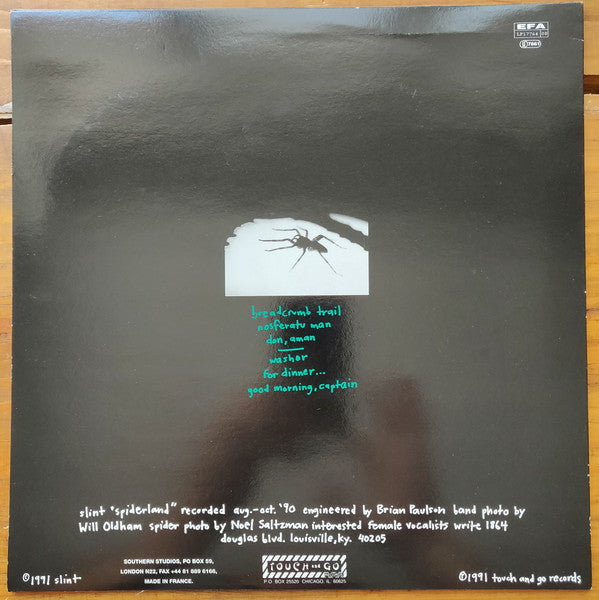 EFA
LP17764 08
breadcrumb trail
nosferatu man
don, aman
washer
for dinner...
good morning, captain
slint "spiderland" recorded aug.-oct. '90 engineered by Brian Paulson band photo by
Will Oldham spider photo by Noel Saltzman interested female vocalists write 1864
douglas blvd. louisville, ky. 40205
SOUTHERN STUDIOS, PO BOX 59,
LONDON N22, FAX +44 81 889 6166,
MADE IN FRANCE.
TOUCH AND GO
P.O. BOX 25520 CHICAGO, IL 60625
©1991 slint
©1991 touch and go records